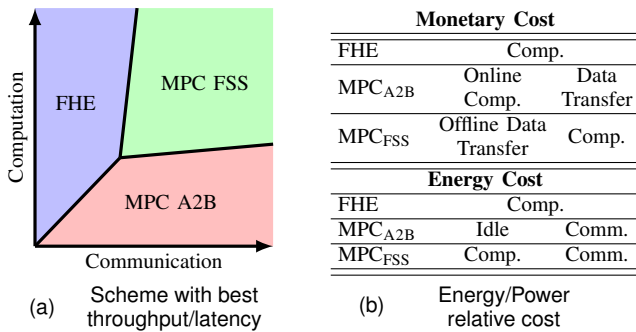 Computation
FHE
MPC FSS
MPC A2B
Communication
(a) Scheme with best
throughput/latency
Monetary Cost
FHE Comp.
MPCA2B Online Comp. Data Transfer
MPCFSS Offline Data Transfer Comp.
Energy Cost
FHE Comp.
MPCA2B Idle Comm.
MPCFSS Comp. Comm.
(b) Energy/Power
relative cost